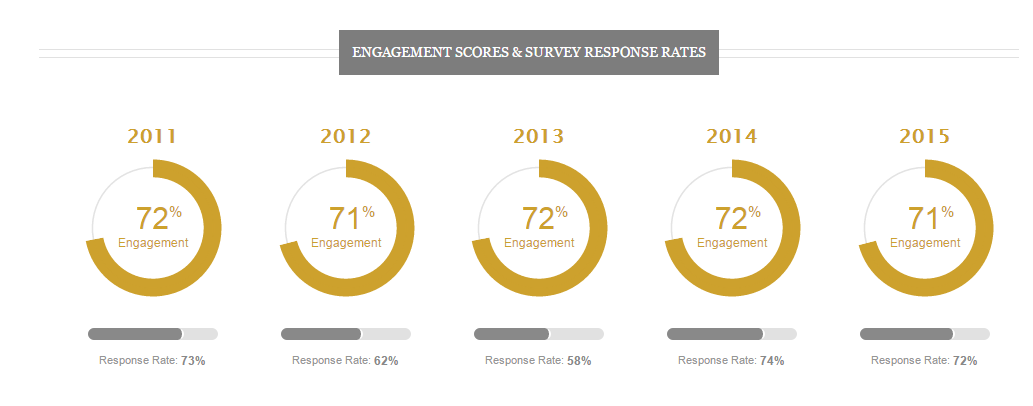 ENGAGEMENT SCORES & SURVEY RESPONSE RATES
2011 2012 2013 2014 2015
72% 71% 72% 72% 71%
Engagement Engagement Engagement Engagement Engagement
Response Rate: 73% Response Rate: 62% Response Rate: 58% Response Rate: 74% Response Rate: 72%